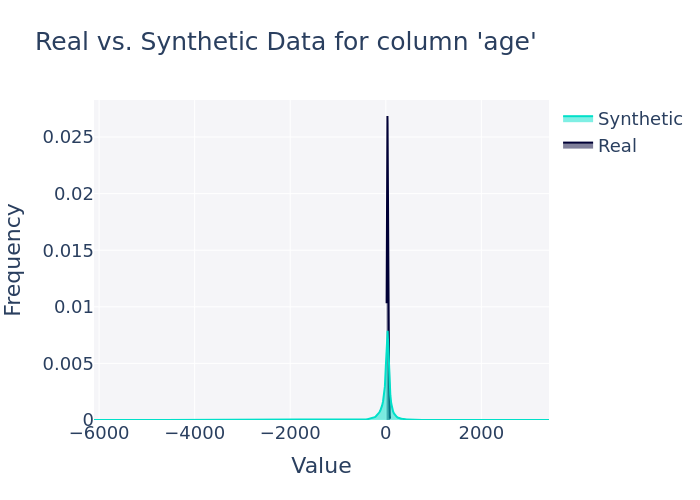 Real vs. Synthetic Data for column 'age'
Synthetic
Real
Frequency
0.025
0.02
0.015
0.01
0.005
0
−6000
−4000
−2000
0
2000
Value